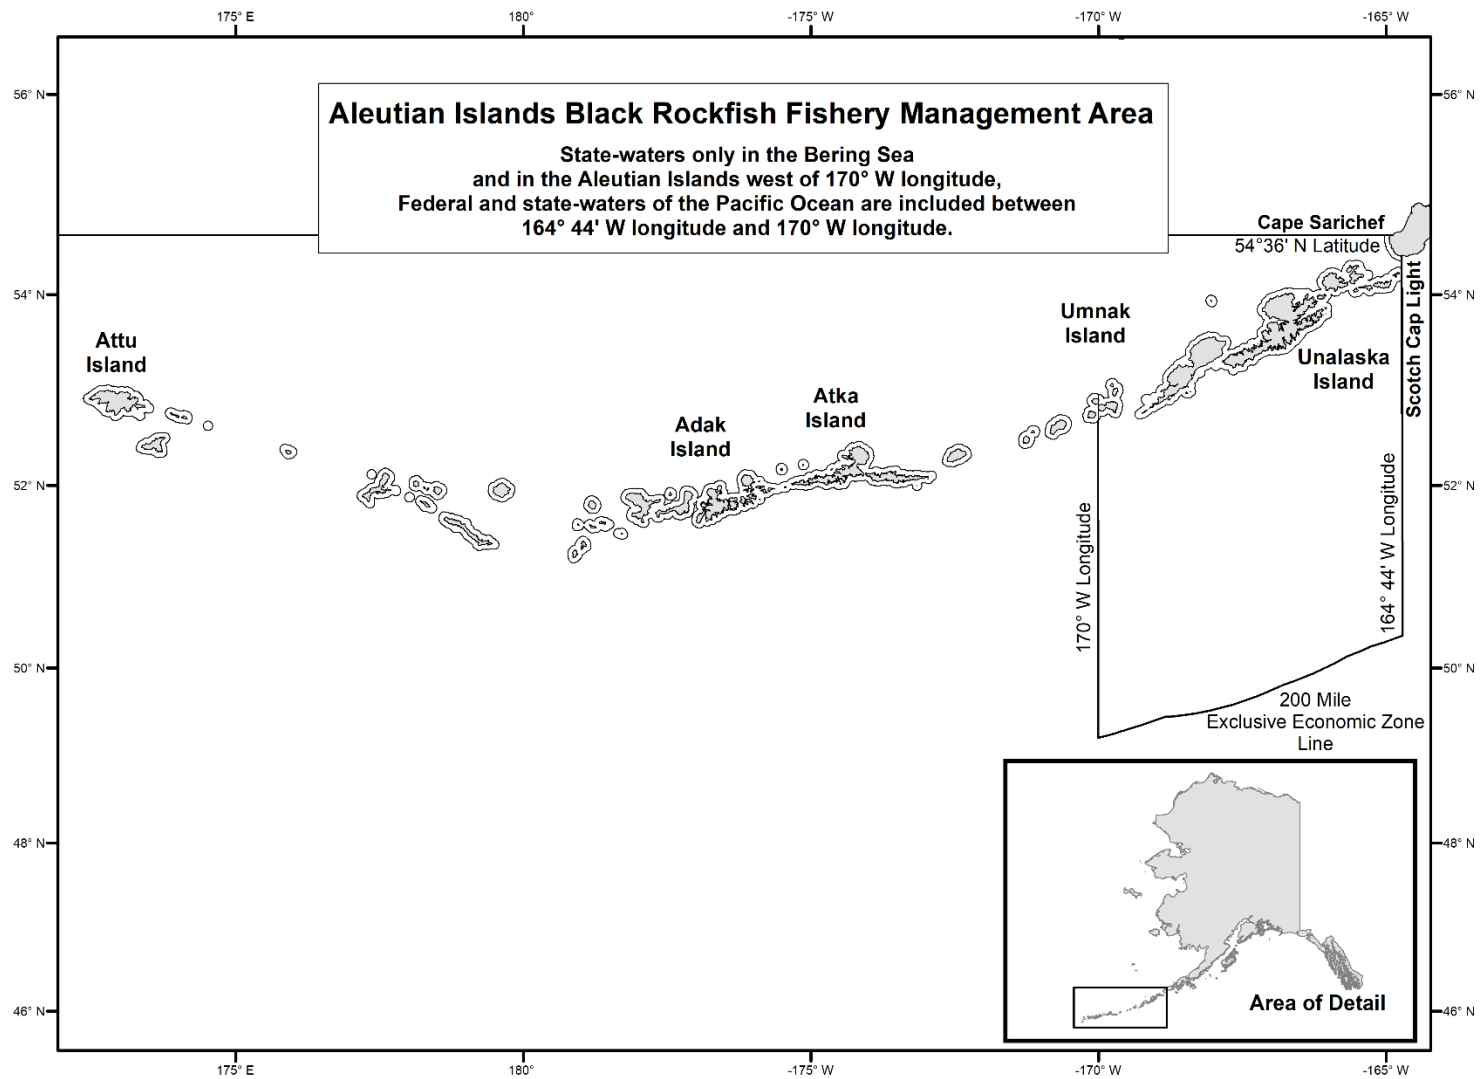 175° E
180°
-175° W
-170° W
-165° W
56° N
56° N
Aleutian Islands Black Rockfish Fishery Management Area
State-waters only in the Bering Sea
and in the Aleutian Islands west of 170° W longitude,
Federal and state-waters of the Pacific Ocean are included between
164° 44' W longitude and 170° W longitude.
Cape Sarichef
54°36' N Latitude
54° N
54° N
Scotch Cap Light
Umnak
Island
Unalaska
Island
Attu
Island
Atka
Island
Adak
Island
52° N
52° N
170° W Longitude
164° 44' W Longitude
50° N
50° N
200 Mile
Exclusive Economic Zone
Line
48° N
48° N
46° N
46° N
Area of Detail
175° E
180°
-175° W
-170° W
-165° W